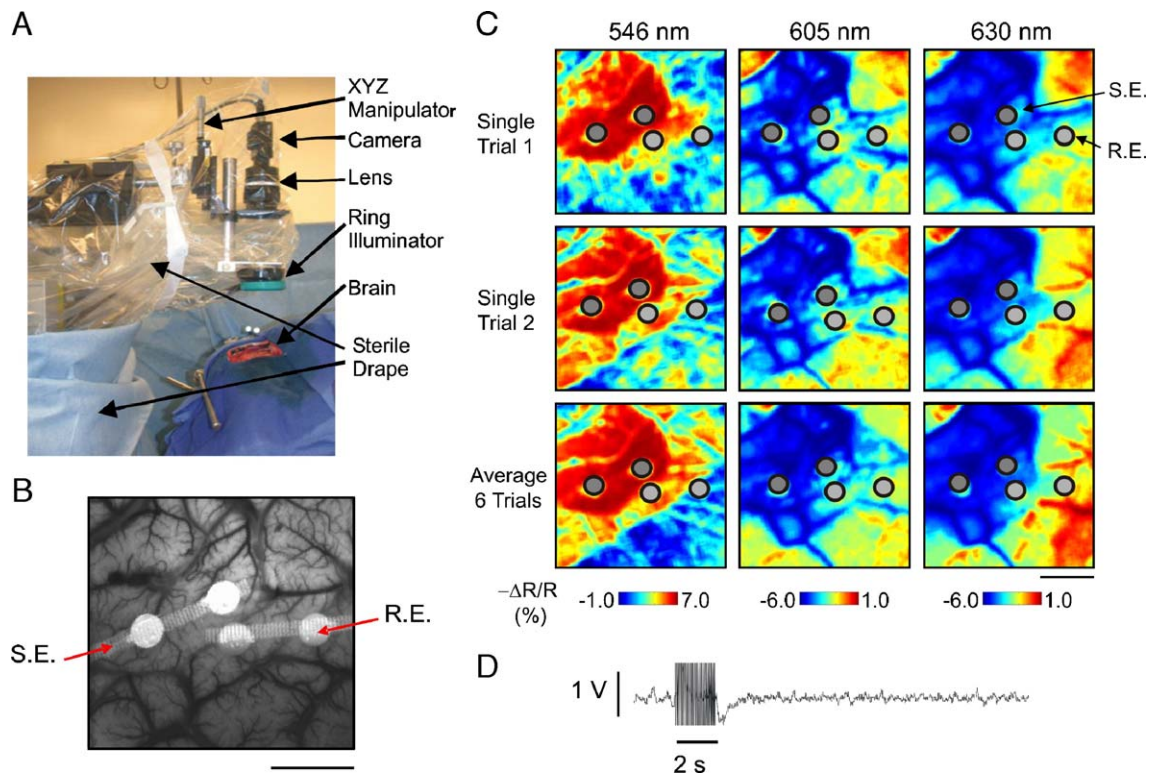 A
XYZ
Manipulator
Camera
Lens
Ring
Illuminator
Brain
Sterile
Drape
B
S.E.
R.E.
C
546 nm
605 nm
630 nm
Single
Trial 1
S.E.
R.E.
Single
Trial 2
Average
6 Trials
−ΔR/R
(%)
-1.0
7.0
-6.0
1.0
-6.0
1.0
D
1 V
2 s